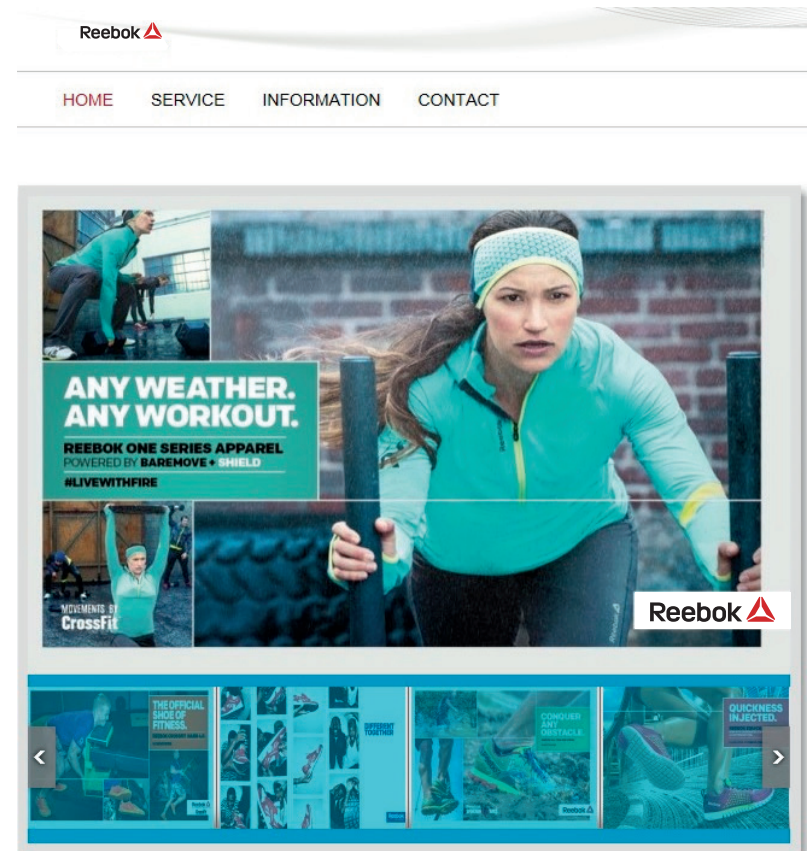 Reebok
HOME SERVICE INFORMATION CONTACT
ANY WEATHER.
ANY WORKOUT.
REEBOK ONE SERIES APPAREL
POWERED BY BAREMOVE + SHIELD
#LIVEWITHFIRE
MOVEMENTS BY
CrossFit
Reebok
THE OFFICIAL
SHOE OF
FITNESS.
DIFFERENT
TOGETHER
CONQUER
ANY
OBSTACLE.
Reebok
QUICKNESS
INJECTED.